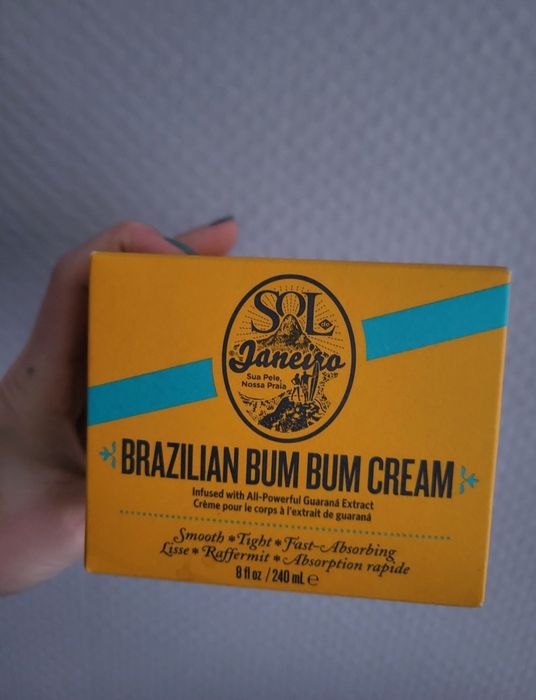 SOL de
Janeiro
Sua Pele,
Nossa Praia
BRAZILIAN BUM BUM CREAM
Infused with All-Powerful Guaraná Extract
Crème pour le corps à l'extrait de guaraná
Smooth * Tight * Fast-Absorbing
Lisse * Raffermit * Absorption rapide
8 fl oz / 240 mL ℮